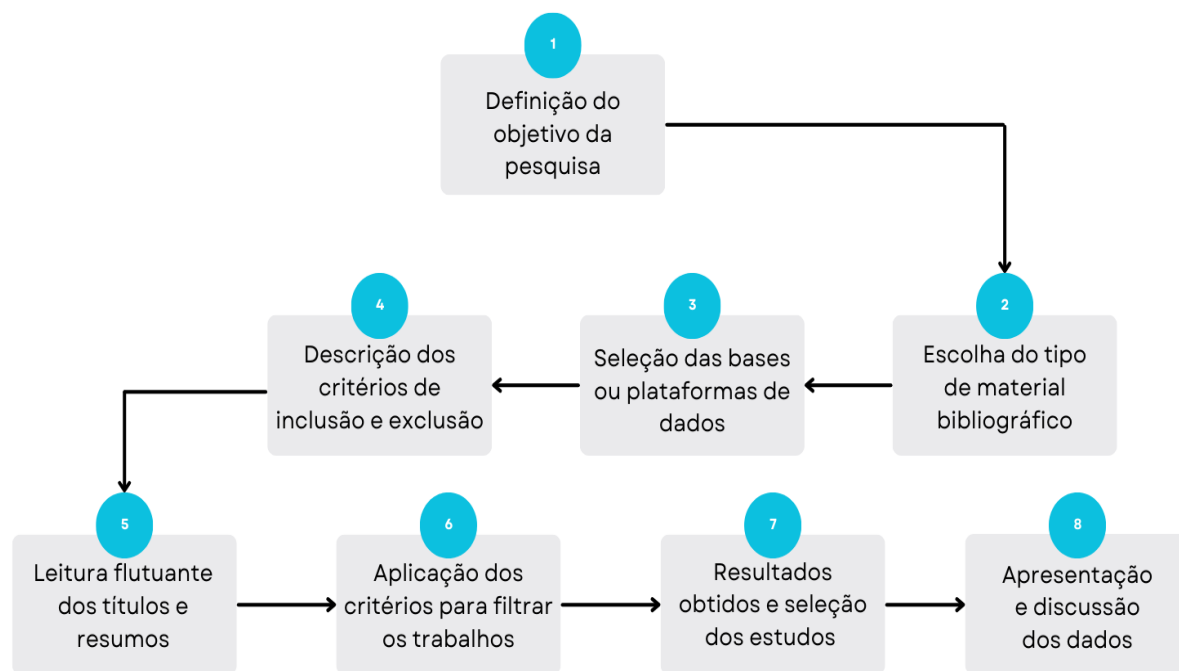 1
Definição do
objetivo da
pesquisa
2
Escolha do tipo
de material
bibliográfico
3
Seleção das bases
ou plataformas de
dados
4
Descrição dos
critérios de
inclusão e exclusão
5
Leitura flutuante
dos títulos e
resumos
6
Aplicação dos
critérios para filtrar
os trabalhos
7
Resultados
obtidos e seleção
dos estudos
8
Apresentação
e discussão
dos dados